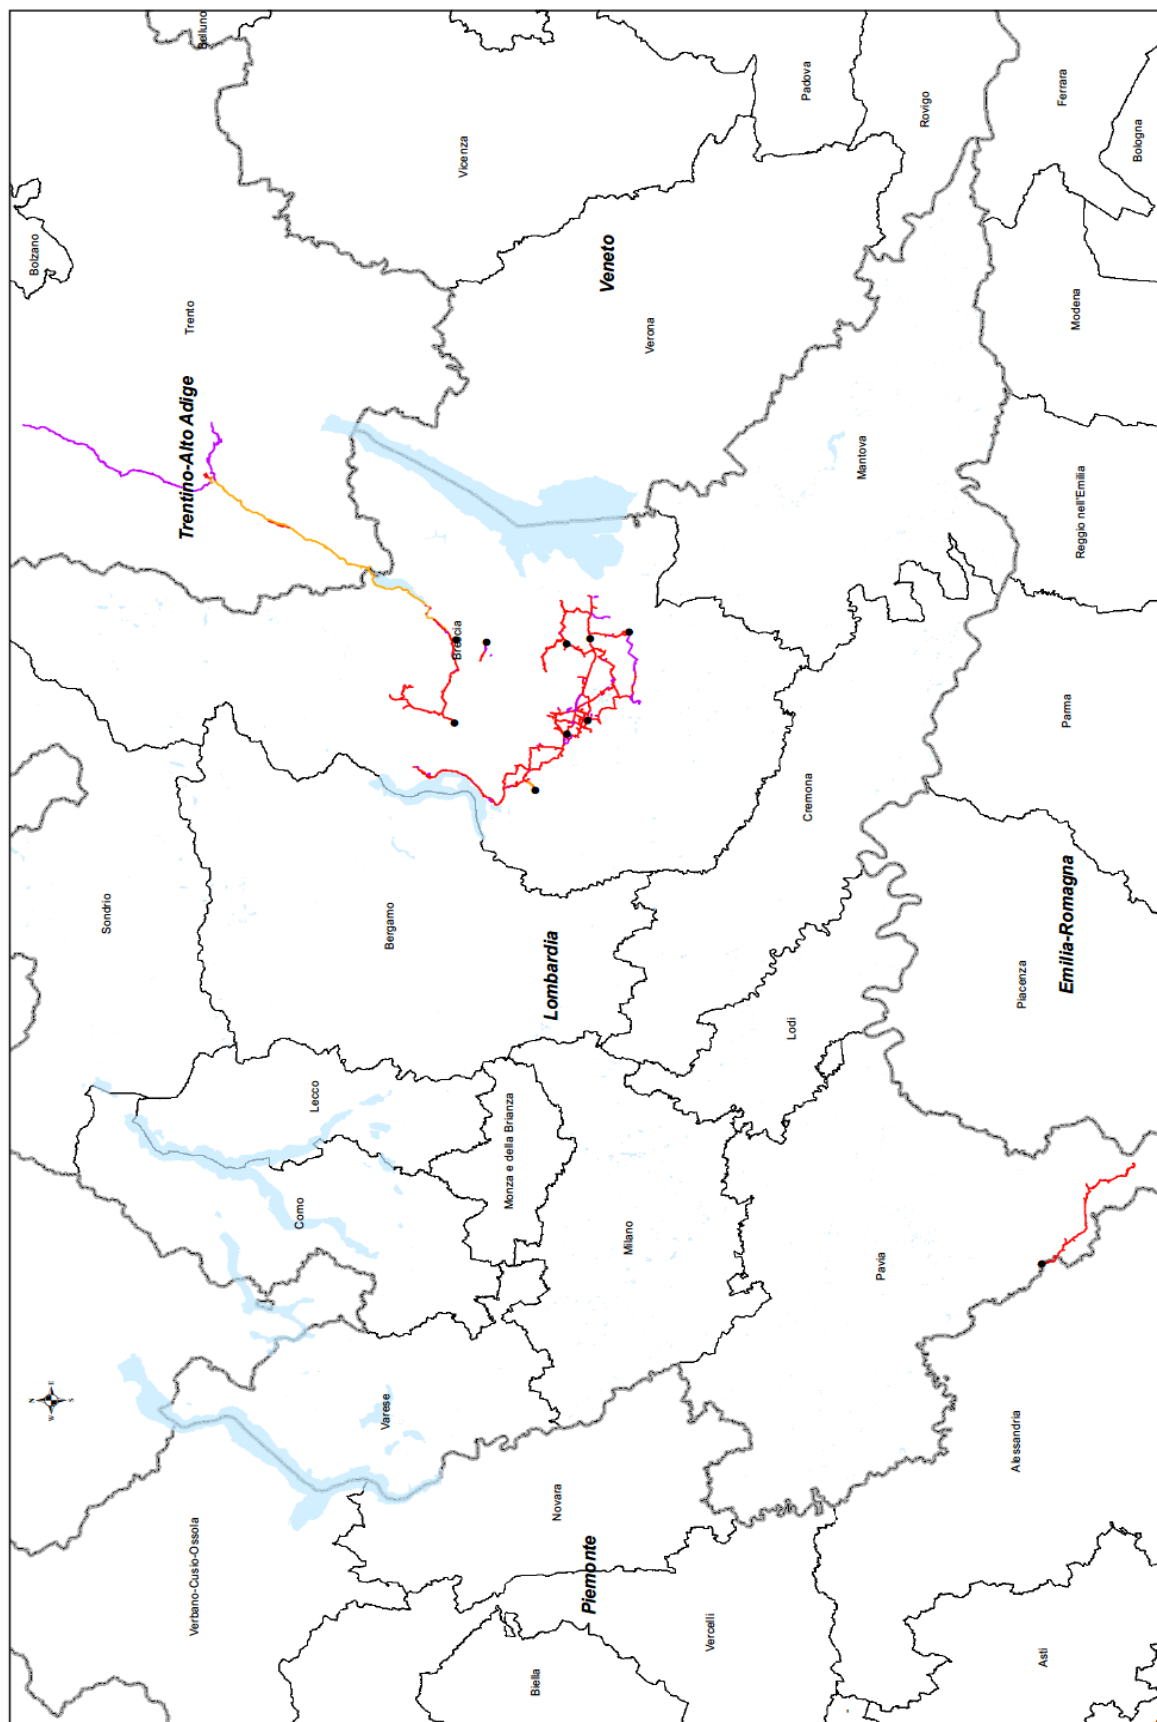 Bolzano
N
W E
S
Sondrio
Verbano-Cusio-Ossola
Trentino-Alto Adige
Trento
Belluno
Como
Lecco
Varese
Bergamo
Brescia
Vicenza
Monza e della Brianza
Biella
Novara
Lombardia
Piemonte
Veneto
Milano
Verona
Vercelli
Lodi
Cremona
Padova
Mantova
Pavia
Rovigo
Alessandria
Piacenza
Asti
Emilia-Romagna
Parma
Reggio nell'Emilia
Modena
Ferrara
Bologna